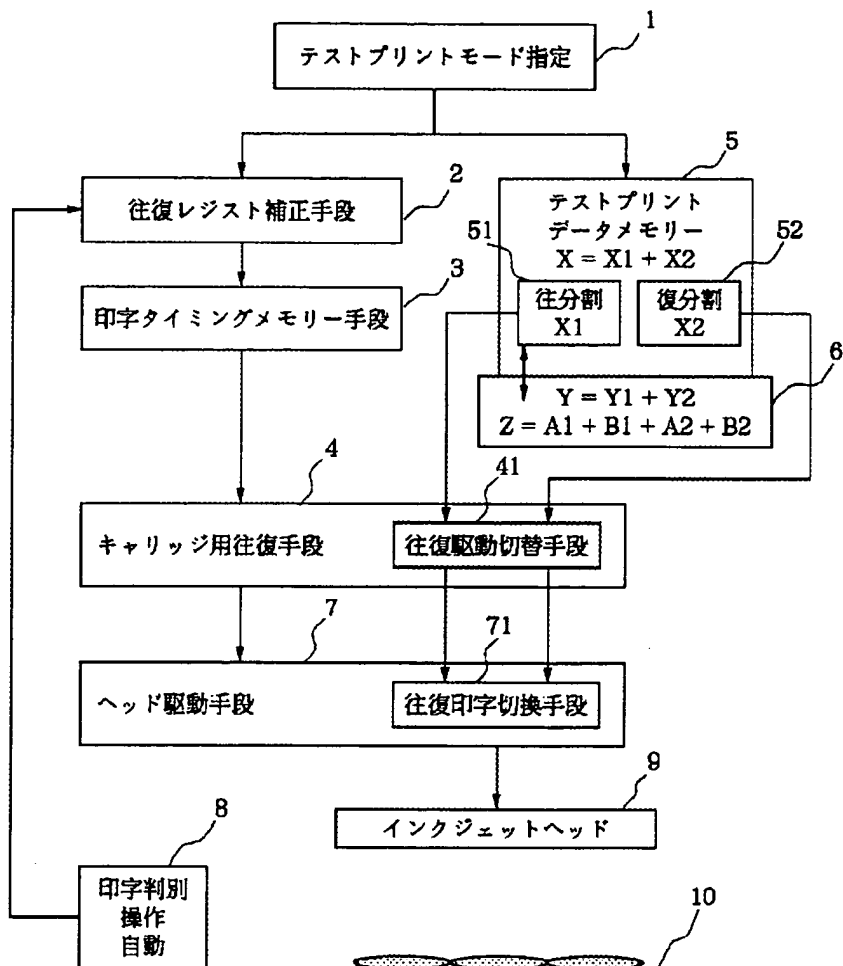 1
テストプリントモード指定
2
往復レジスト補正手段
5
テストプリント
データメモリー
X = X1 + X2
51
52
往分割
X1
復分割
X2
3
印字タイミングメモリー手段
6
Y = Y1 + Y2
Z = A1 + B1 + A2 + B2
4
キャリッジ用往復手段
41
往復駆動切替手段
7
ヘッド駆動手段
71
往復印字切換手段
9
インクジェットヘッド
8
印字判別
操作
自動
10